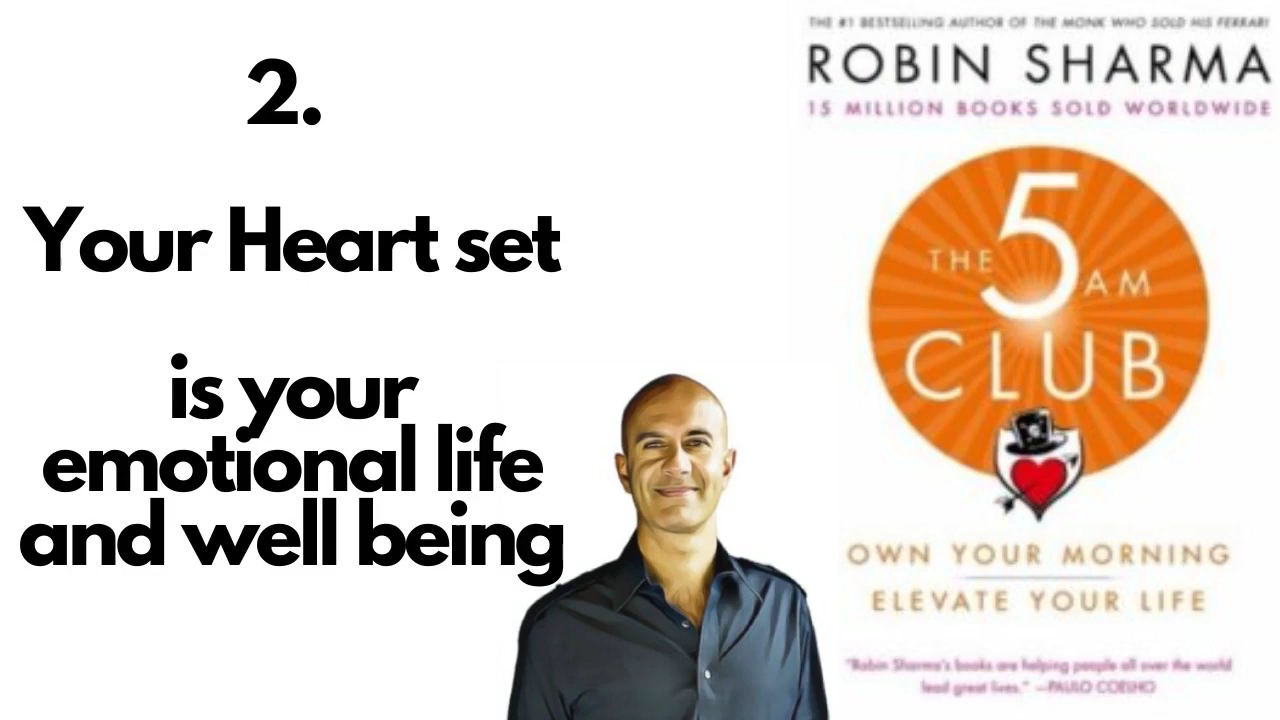 2.
Your Heart set
is your
emotional life
and well being
THE #1 BESTSELLING AUTHOR OF THE MONK WHO SOLD HIS FERRARI
ROBIN SHARMA
15 MILLION BOOKS SOLD WORLDWIDE
THE 5 AM
CLUB
OWN YOUR MORNING
ELEVATE YOUR LIFE
"Robin Sharma's books are helping people all over the world
lead great lives." —PAULO COELHO